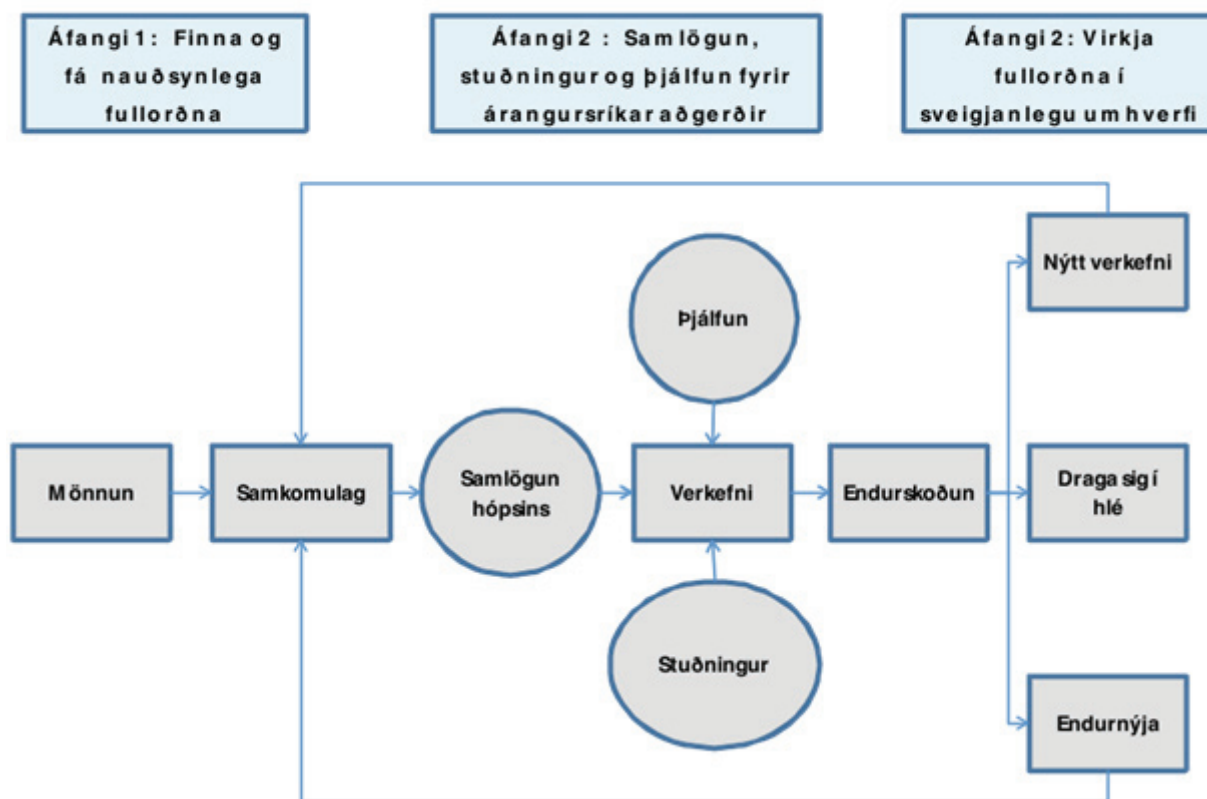 Áfangi 1: Finna og
fá nauðsynlega
fullorðna
Áfangi 2 : Samlögun,
stuðningur og þjálfun fyrir
árangursríkar aðgerðir
Áfangi 2: Virkja
fullorðna í
sveigjanlegu umhverfi
Nýtt verkefni
Þjálfun
Mönnun
Samkomulag
Samlögun
hópsins
Verkefni
Endurskoðun
Draga sig í
hlé
Stuðningur
Endurnýja